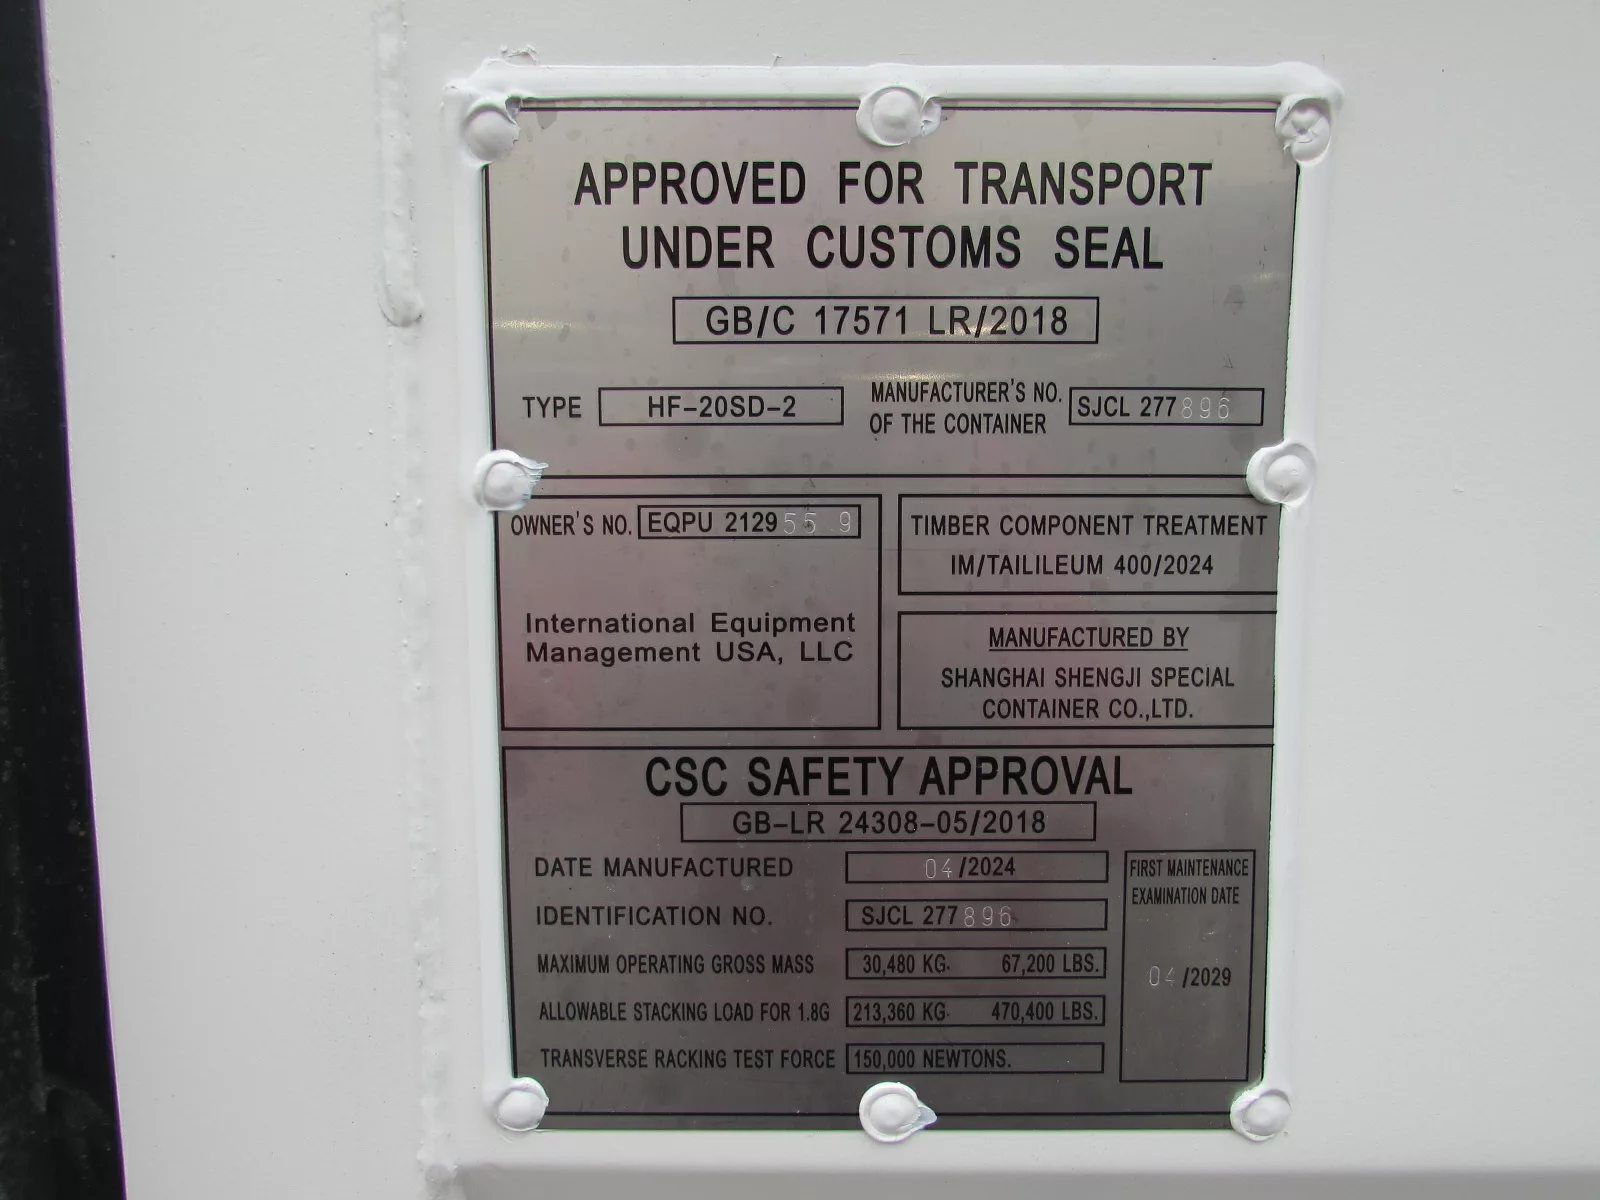 APPROVED FOR TRANSPORT
UNDER CUSTOMS SEAL
GB/C 17571 LR/2018
TYPE HF-20SD-2
MANUFACTURER'S NO.
OF THE CONTAINER
SJCL 277896
OWNER'S NO. EQPU 212955 9
International Equipment
Management USA, LLC
TIMBER COMPONENT TREATMENT
IM/TAILILEUM 400/2024
MANUFACTURED BY
SHANGHAI SHENGJI SPECIAL
CONTAINER CO.,LTD.
CSC SAFETY APPROVAL
GB-LR 24308-05/2018
DATE MANUFACTURED 04/2024
IDENTIFICATION NO. SJCL 277896
MAXIMUM OPERATING GROSS MASS 30,480 KG. 67,200 LBS.
ALLOWABLE STACKING LOAD FOR 1.8G 213,360 KG. 470,400 LBS.
TRANSVERSE RACKING TEST FORCE 150,000 NEWTONS.
FIRST MAINTENANCE
EXAMINATION DATE
04/2029